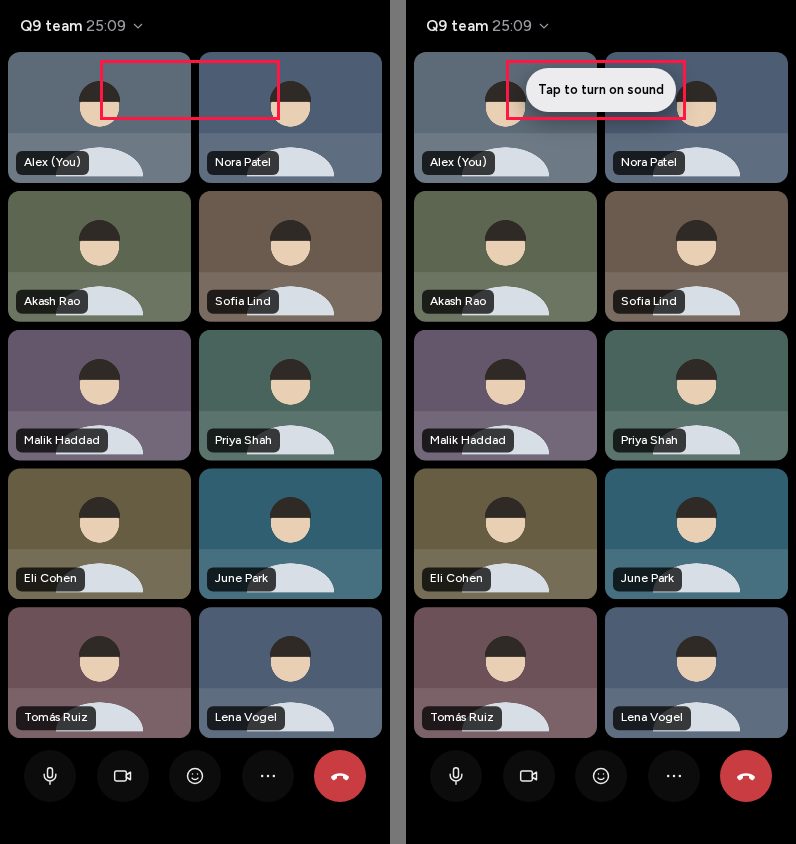 Q9 team 25:09
Alex (You)
Nora Patel
Akash Rao
Sofia Lind
Malik Haddad
Priya Shah
Eli Cohen
June Park
Tomás Ruiz
Lena Vogel
Q9 team 25:09
Tap to turn on sound
Alex (You)
Nora Patel
Akash Rao
Sofia Lind
Malik Haddad
Priya Shah
Eli Cohen
June Park
Tomás Ruiz
Lena Vogel